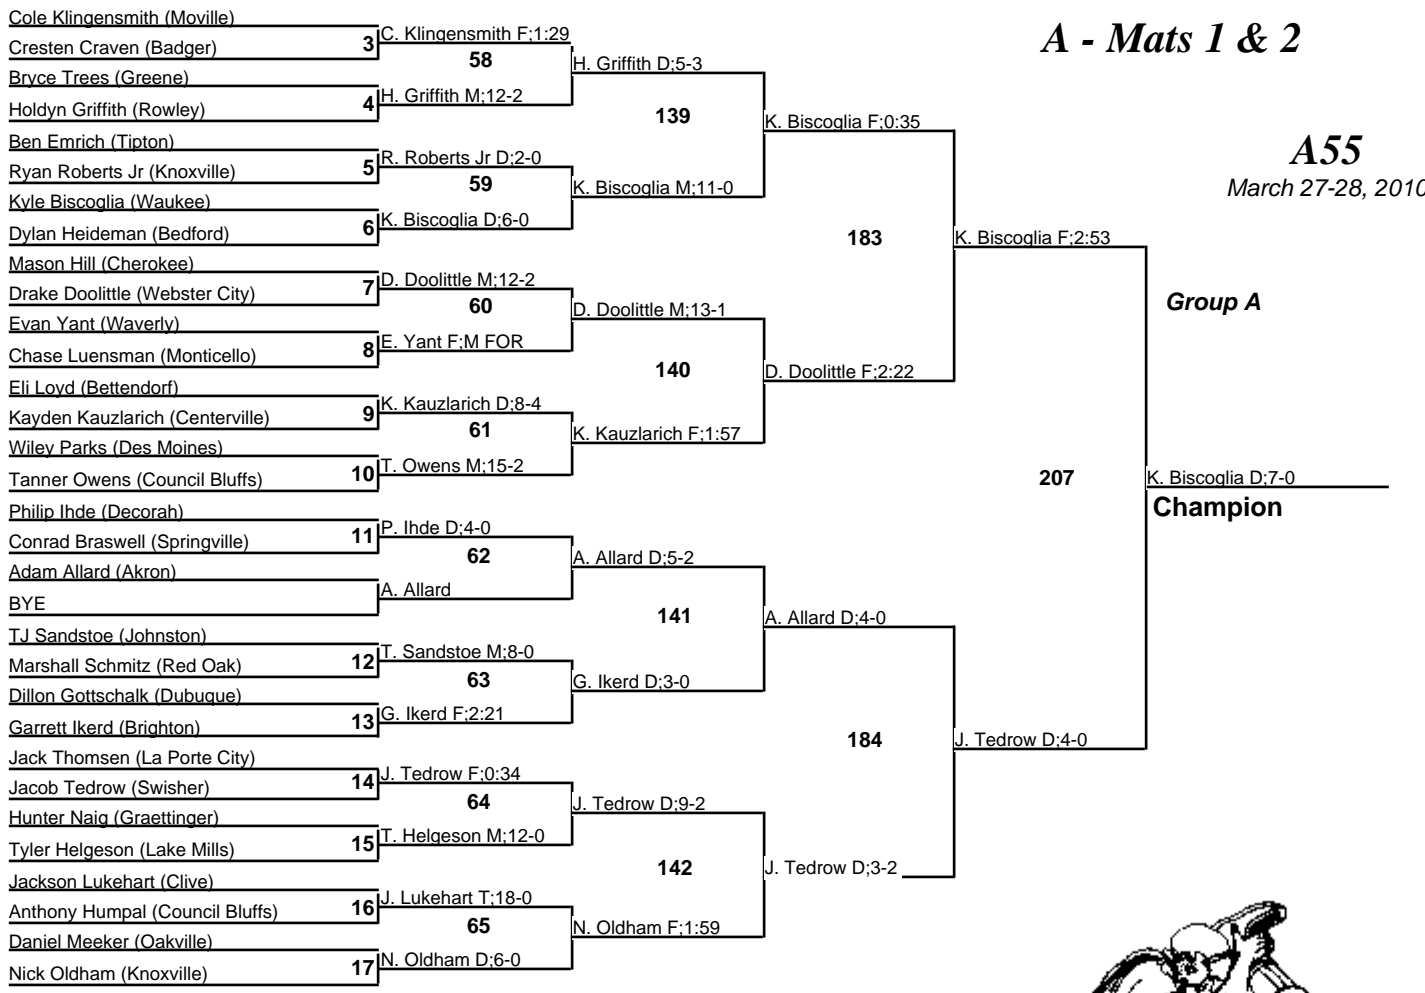 Cole Klingensmith (Moville)
Cresten Craven (Badger)
3
C. Klingensmith F;1:29
58
Bryce Trees (Greene)
Holdyn Griffith (Rowley)
4
H. Griffith M;12-2
H. Griffith D;5-3
139
Ben Emrich (Tipton)
Ryan Roberts Jr (Knoxville)
5
R. Roberts Jr D;2-0
59
Kyle Biscoglia (Waukee)
Dylan Heideman (Bedford)
6
K. Biscoglia D;6-0
K. Biscoglia M;11-0
K. Biscoglia F;0:35
183
Mason Hill (Cherokee)
Drake Doolittle (Webster City)
7
D. Doolittle M;12-2
60
Evan Yant (Waverly)
Chase Luensman (Monticello)
8
E. Yant F;M FOR
D. Doolittle M;13-1
140
Eli Loyd (Bettendorf)
Kayden Kauzlarich (Centerville)
9
K. Kauzlarich D;8-4
61
Wiley Parks (Des Moines)
Tanner Owens (Council Bluffs)
10
T. Owens M;15-2
K. Kauzlarich F;1:57
D. Doolittle F;2:22
K. Biscoglia F;2:53
207
Philip Ihde (Decorah)
Conrad Braswell (Springville)
11
P. Ihde D;4-0
62
Adam Allard (Akron)
BYE
A. Allard
A. Allard D;5-2
141
TJ Sandstoe (Johnston)
Marshall Schmitz (Red Oak)
12
T. Sandstoe M;8-0
63
Dillon Gottschalk (Dubuque)
Garrett Ikerd (Brighton)
13
G. Ikerd F;2:21
G. Ikerd D;3-0
A. Allard D;4-0
184
Jack Thomsen (La Porte City)
Jacob Tedrow (Swisher)
14
J. Tedrow F;0:34
64
Hunter Naig (Graettinger)
Tyler Helgeson (Lake Mills)
15
T. Helgeson M;12-0
J. Tedrow D;9-2
142
Jackson Lukehart (Clive)
Anthony Humpal (Council Bluffs)
16
J. Lukehart T;18-0
65
Daniel Meeker (Oakville)
Nick Oldham (Knoxville)
17
N. Oldham D;6-0
N. Oldham F;1:59
J. Tedrow D;3-2
J. Tedrow D;4-0
K. Biscoglia D;7-0
Champion
A - Mats 1 & 2
A55
March 27-28, 2010
Group A